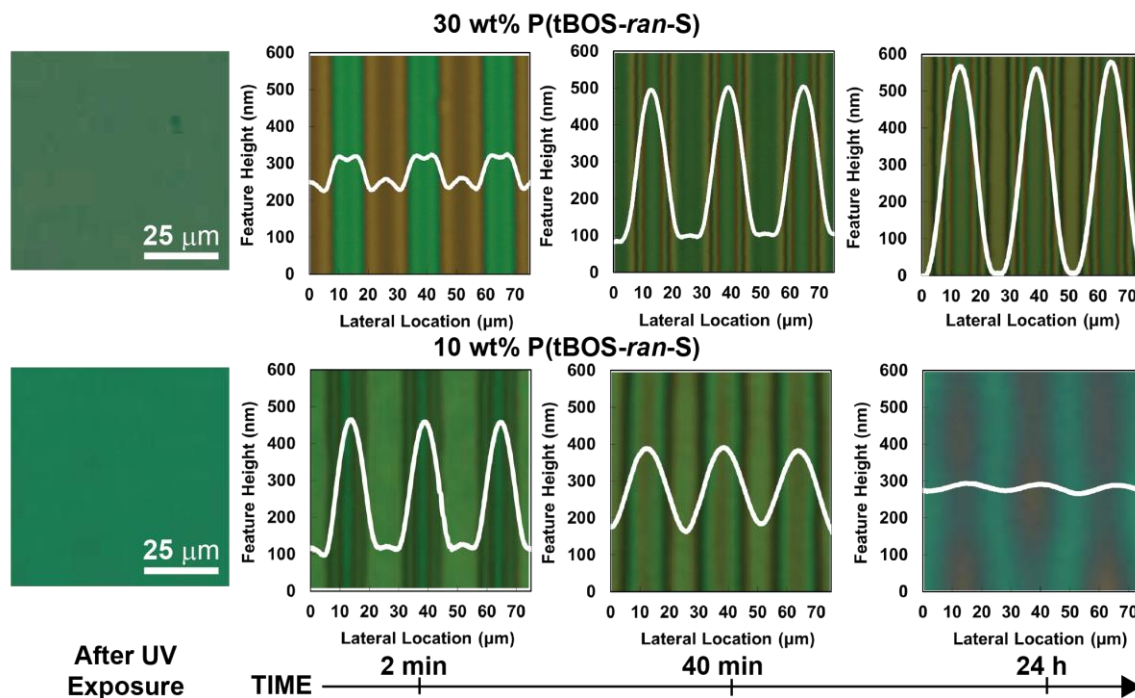 30 wt% P(tBOS-ran-S)
25 μm
Feature Height (nm)
600
500
400
300
200
100
0
0 10 20 30 40 50 60 70
Lateral Location (μm)
Feature Height (nm)
600
500
400
300
200
100
0
0 10 20 30 40 50 60 70
Lateral Location (μm)
Feature Height (nm)
600
500
400
300
200
100
0
0 10 20 30 40 50 60 70
Lateral Location (μm)
10 wt% P(tBOS-ran-S)
25 μm
Feature Height (nm)
600
500
400
300
200
100
0
0 10 20 30 40 50 60 70
Lateral Location (μm)
Feature Height (nm)
600
500
400
300
200
100
0
0 10 20 30 40 50 60 70
Lateral Location (μm)
Feature Height (nm)
600
500
400
300
200
100
0
0 10 20 30 40 50 60 70
Lateral Location (μm)
After UV
Exposure
TIME
2 min
40 min
24 h